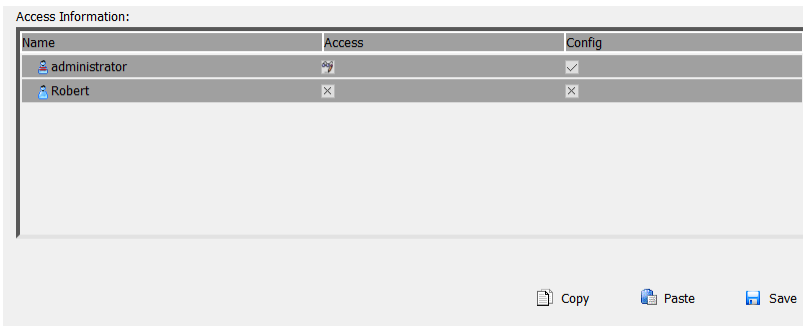 Access Information:
Name Access Config
administrator
Robert
Copy Paste Save